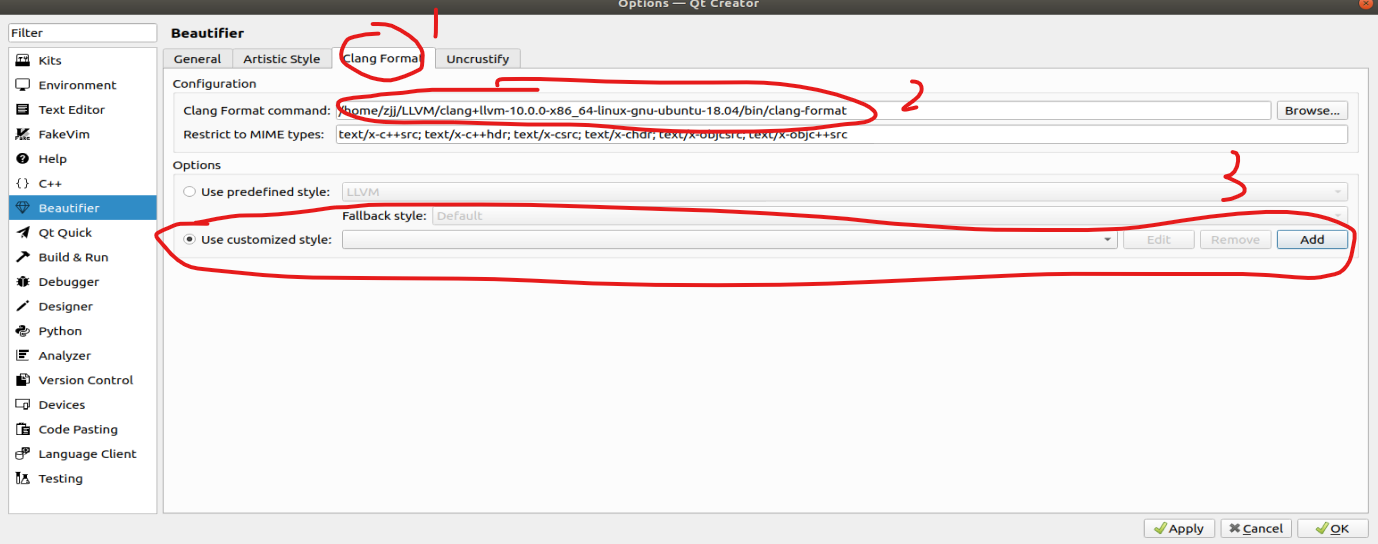 Options — Qt Creator
1
Filter
Beautifier
Kits
Environment
Text Editor
FakeVim
Help
C++
Beautifier
Qt Quick
Build & Run
Debugger
Designer
Python
Analyzer
Version Control
Devices
Code Pasting
Language Client
Testing
General Artistic Style Clang Format Uncrustify
Configuration
2
Clang Format command: /home/zjj/LLVM/clang+llvm-10.0.0-x86_64-linux-gnu-ubuntu-18.04/bin/clang-format Browse...
Restrict to MIME types: text/x-c++src; text/x-c++hdr; text/x-csrc; text/x-chdr; text/x-objcsrc; text/x-objc++src
Options
3
Use predefined style: LLVM
Fallback style: Default
Use customized style: Edit Remove Add
Apply Cancel OK